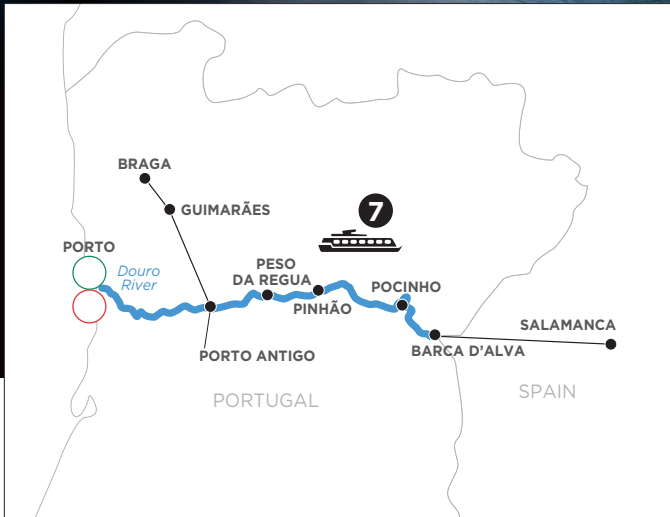 BRAGA
GUIMARÃES
7
PORTO
Douro
River
PESO
DA REGUA
POCINHO
PINHÃO
SALAMANCA
BARCA D'ALVA
PORTO ANTIGO
SPAIN
PORTUGAL